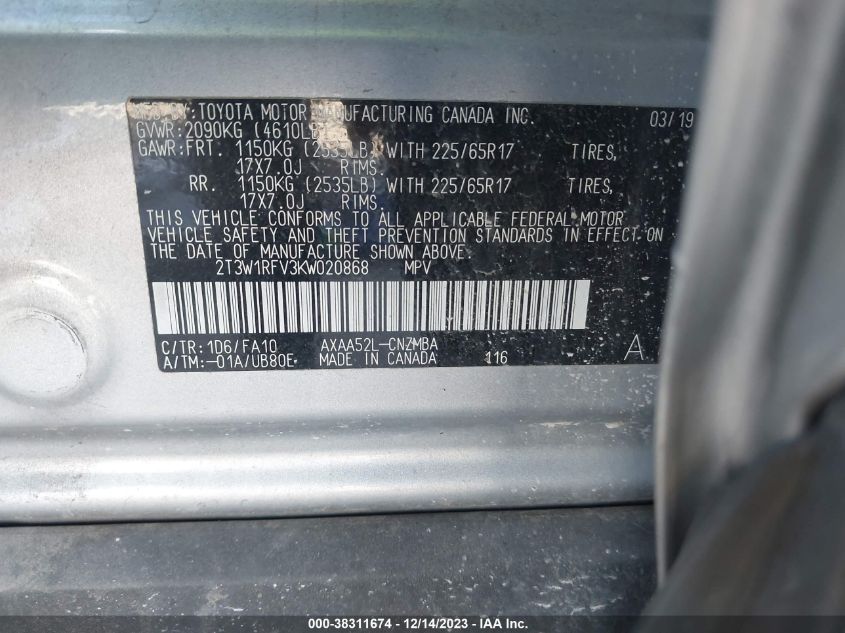 TOYOTA MOTOR MANUFACTURING CANADA INC. 03/19
GVWR: 2090KG (4610LB)
GAWR: FRT. 1150KG (2535LB) WITH 225/65R17 TIRES,
17X7.0J RIMS.
RR. 1150KG (2535LB) WITH 225/65R17 TIRES,
17X7.0J RIMS.
THIS VEHICLE CONFORMS TO ALL APPLICABLE FEDERAL MOTOR
VEHICLE SAFETY AND THEFT PREVENTION STANDARDS IN EFFECT ON
THE DATE OF MANUFACTURE SHOWN ABOVE.
2T3W1RFV3KW020868 MPV
C/TR: 1D6/FA10 AXAA52L-CNZMBA A
A/TM:-01A/UB80E MADE IN CANADA 116
000-38311674 - 12/14/2023 - IAAI.COM